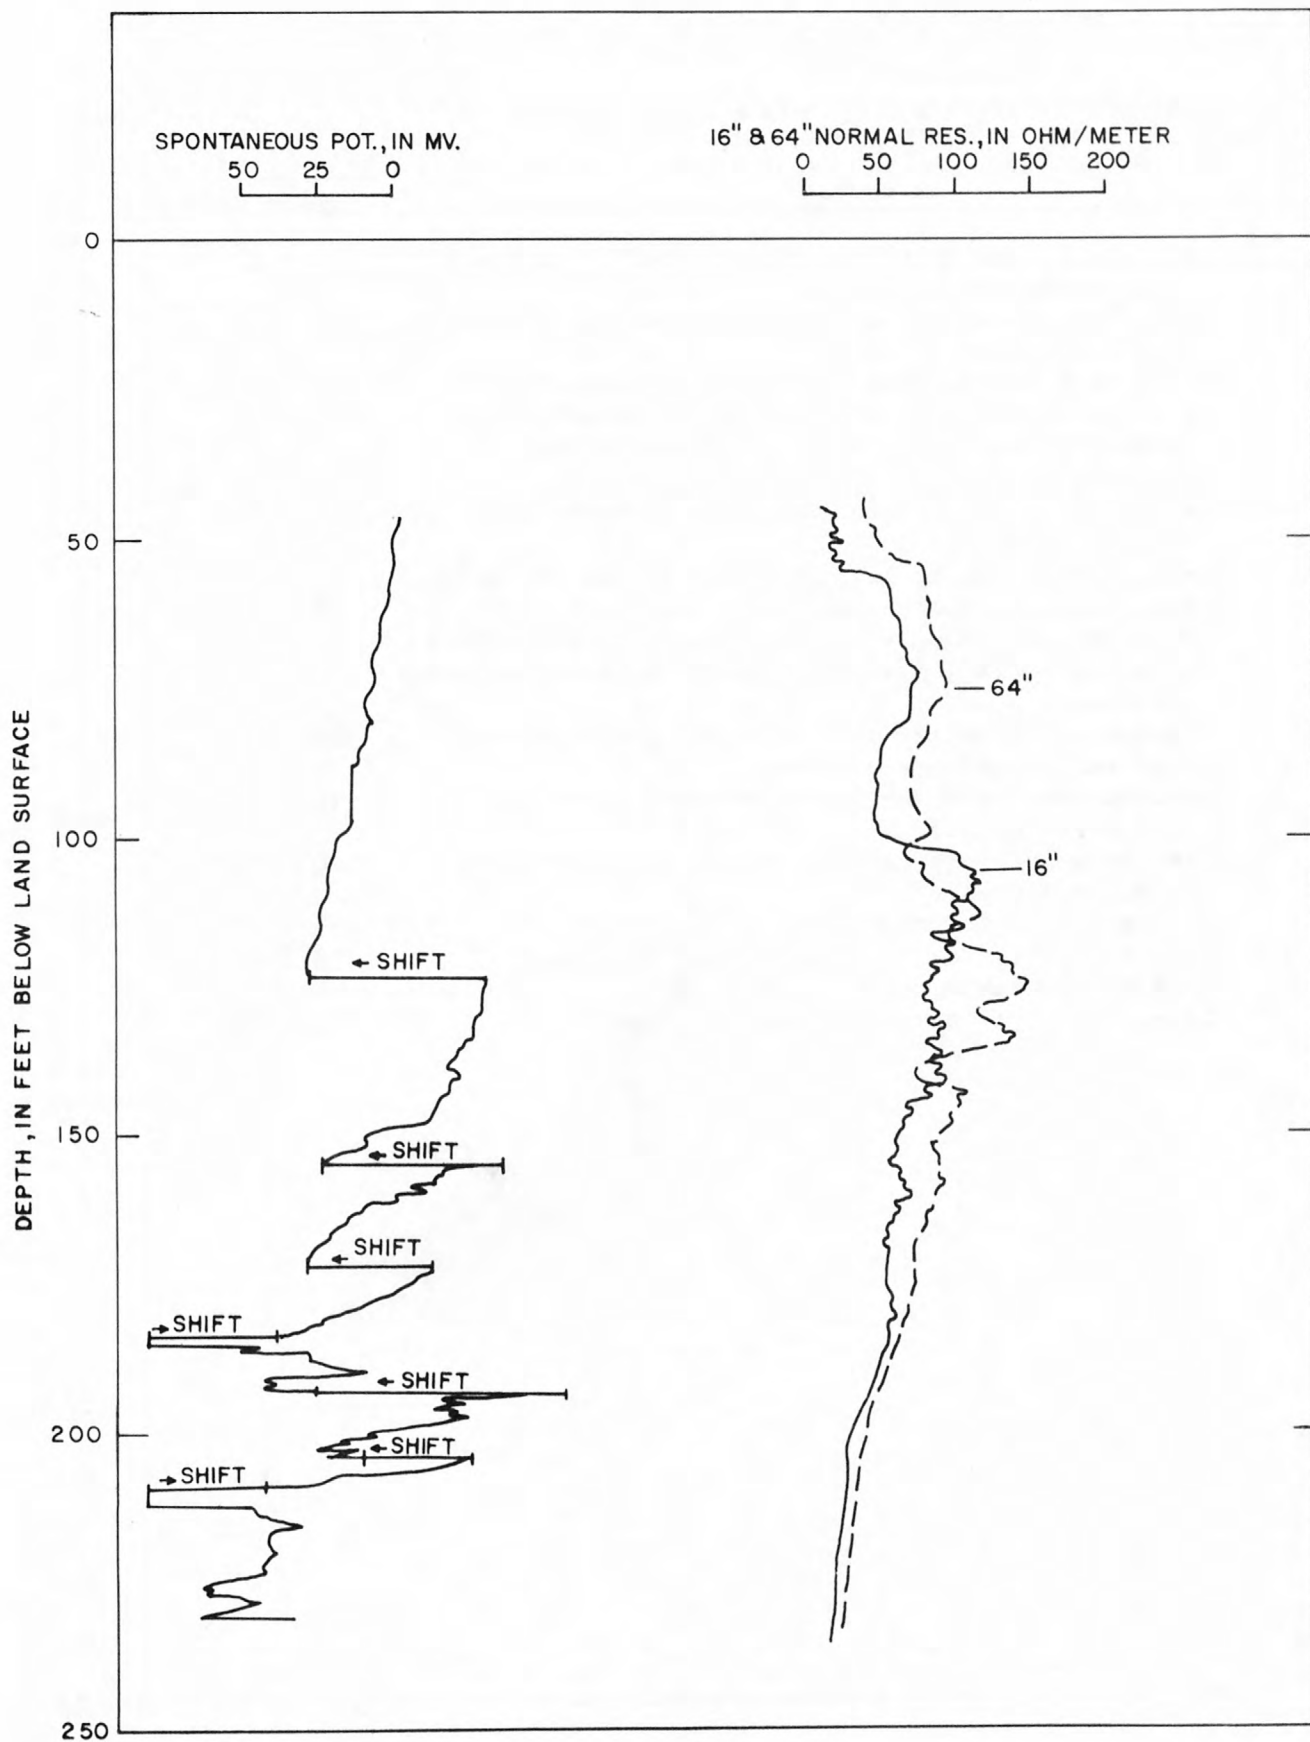 SPONTANEOUS POT., IN MV.
50 25 0
16" & 64" NORMAL RES., IN OHM/METER
0 50 100 150 200
0
50
64"
DEPTH, IN FEET BELOW LAND SURFACE
100
16"
← SHIFT
150
← SHIFT
← SHIFT
→ SHIFT
← SHIFT
200
← SHIFT
→ SHIFT
250